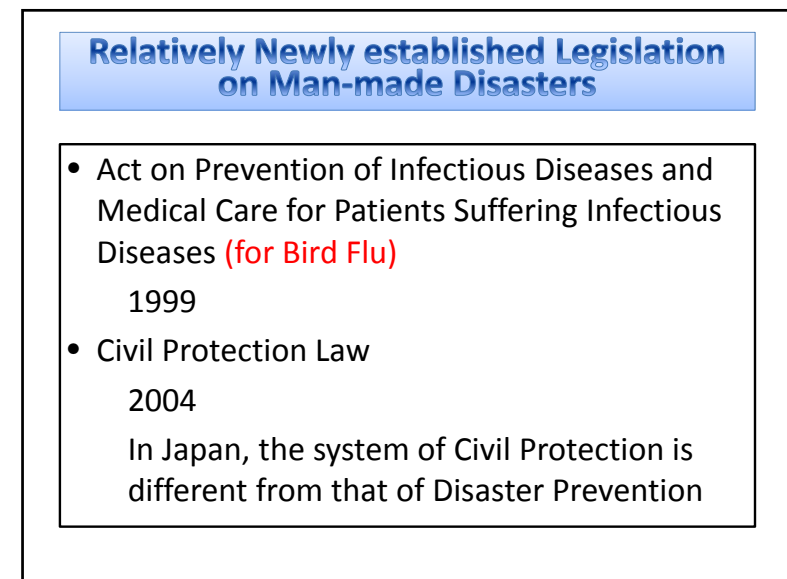 Relatively Newly established Legislation
on Man-made Disasters
• Act on Prevention of Infectious Diseases and
Medical Care for Patients Suffering Infectious
Diseases (for Bird Flu)
1999
• Civil Protection Law
2004
In Japan, the system of Civil Protection is
different from that of Disaster Prevention